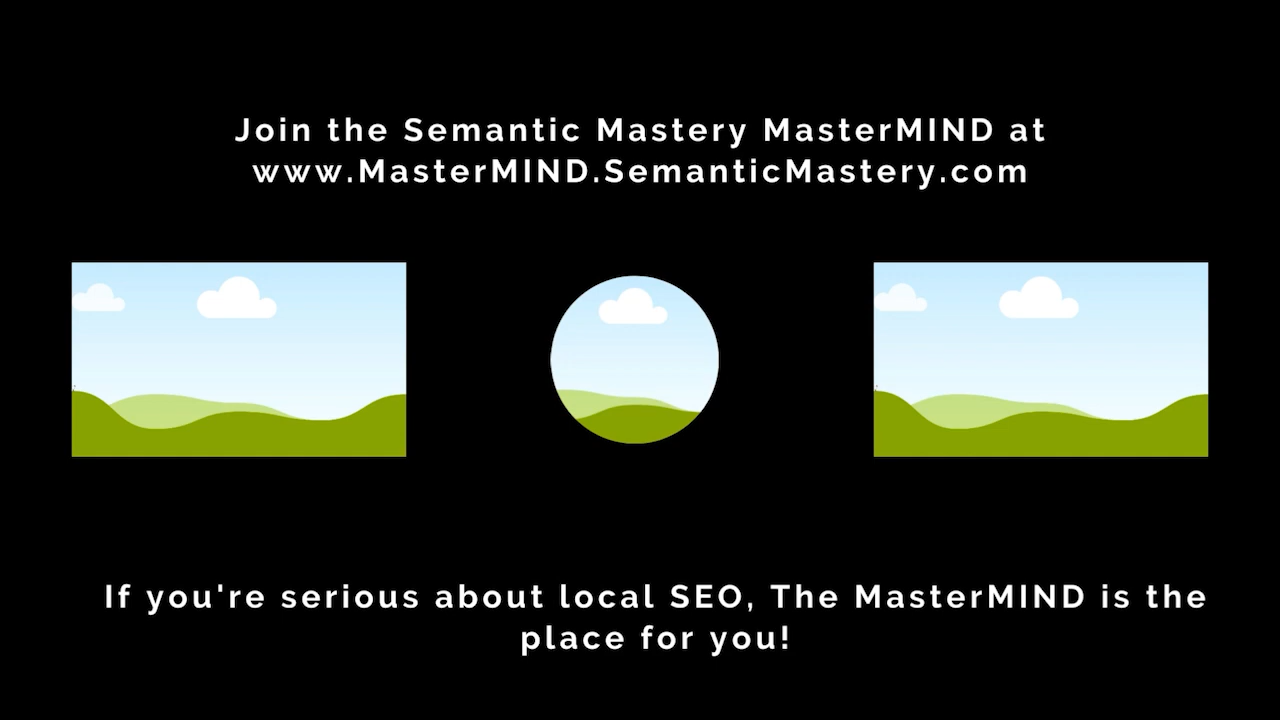 Join the Semantic Mastery MasterMIND at
www.MasterMIND.SemanticMastery.com
If you're serious about local SEO, The MasterMIND is the
place for you!